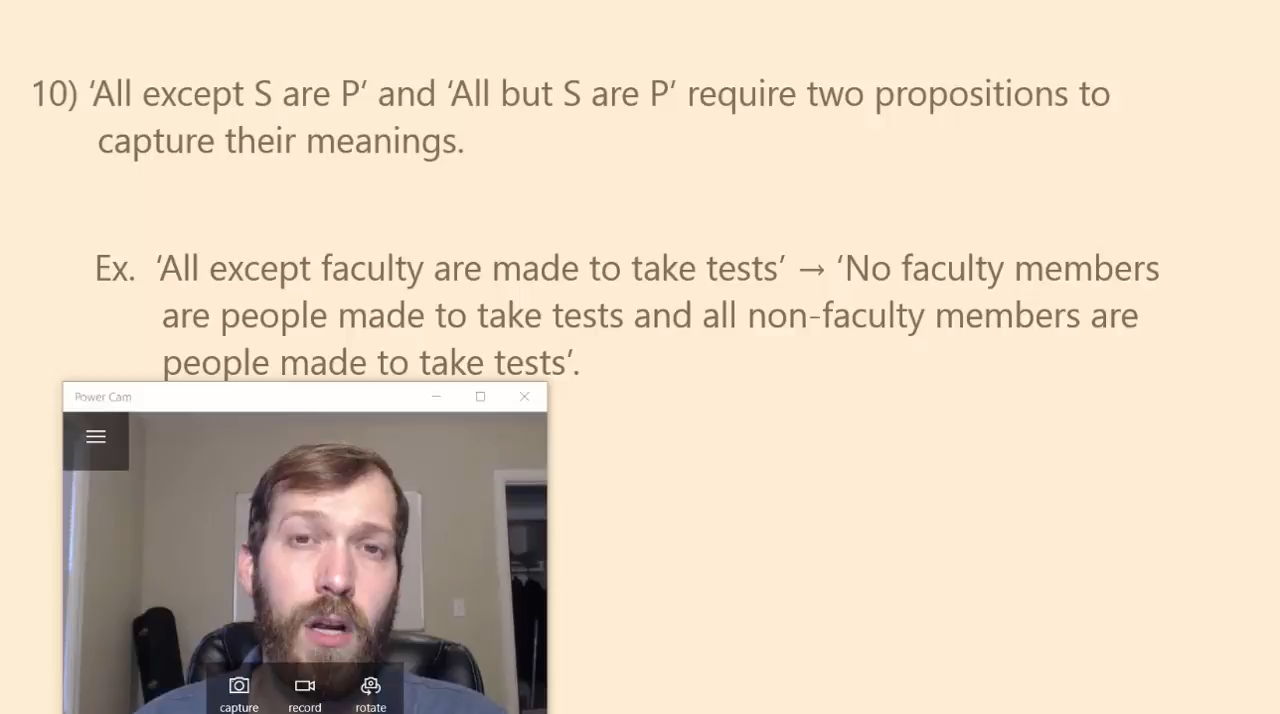 10) ‘All except S are P’ and ‘All but S are P’ require two propositions to
capture their meanings.
Ex. ‘All except faculty are made to take tests’ → ‘No faculty members
are people made to take tests and all non-faculty members are
people made to take tests’.
Power Cam
capture record rotate